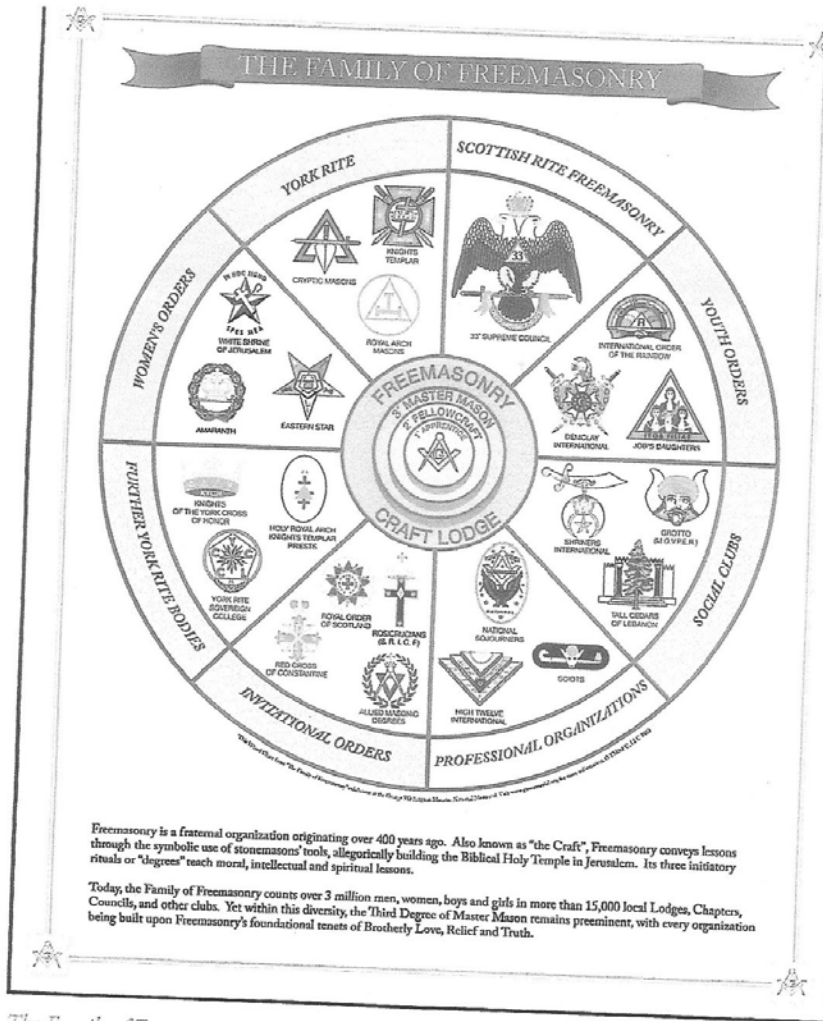 THE FAMILY OF FREEMASONRY
YORK RITE
CRYPTIC MASONS
KNIGHTS
TEMPLAR
ROYAL ARCH
MASONS
SCOTTISH RITE FREEMASONRY
33
33° SUPREME COUNCIL
YOUTH ORDERS
INTERNATIONAL ORDER
OF THE RAINBOW
DEMOLAY
INTERNATIONAL
JOB'S DAUGHTERS
SOCIAL CLUBS
SHRINERS
INTERNATIONAL
GROTTO
(M.O.V.P.E.R.)
TALL CEDARS
OF LEBANON
PROFESSIONAL ORGANIZATIONS
NATIONAL
SOJOURNERS
HIGH TWELVE
INTERNATIONAL
INVITATIONAL ORDERS
ROYAL ORDER
OF SCOTLAND
ROSICRUCIANS
(S. R. I. C. F.)
RED CROSS
OF CONSTANTINE
ALLIED MASONIC
DEGREES
FURTHER YORK RITE BODIES
KNIGHTS
OF THE YORK CROSS
OF HONOR
HOLY ROYAL ARCH
KNIGHTS TEMPLAR
PRIESTS
YORK RITE
SOVEREIGN
COLLEGE
WOMEN'S ORDERS
IN HOC SIGNO
SPES MEA
WHITE SHRINE
OF JERUSALEM
AMARANTH
EASTERN STAR
FREEMASONRY
3° MASTER MASON
2° FELLOWCRAFT
1° APPRENTICE
G
CRAFT LODGE
Freemasonry is a fraternal organization originating over 400 years ago. Also known as "the Craft", Freemasonry conveys lessons
through the symbolic use of stonemasons' tools, allegorically building the Biblical Holy Temple in Jerusalem. Its three initiatory
rituals or "degrees" teach moral, intellectual and spiritual lessons.
Today, the Family of Freemasonry counts over 3 million men, women, boys and girls in more than 15,000 local Lodges, Chapters,
Councils, and other clubs. Yet within this diversity, the Third Degree of Master Mason remains preeminent, with every organization
being built upon Freemasonry's foundational tenets of Brotherly Love, Relief and Truth.